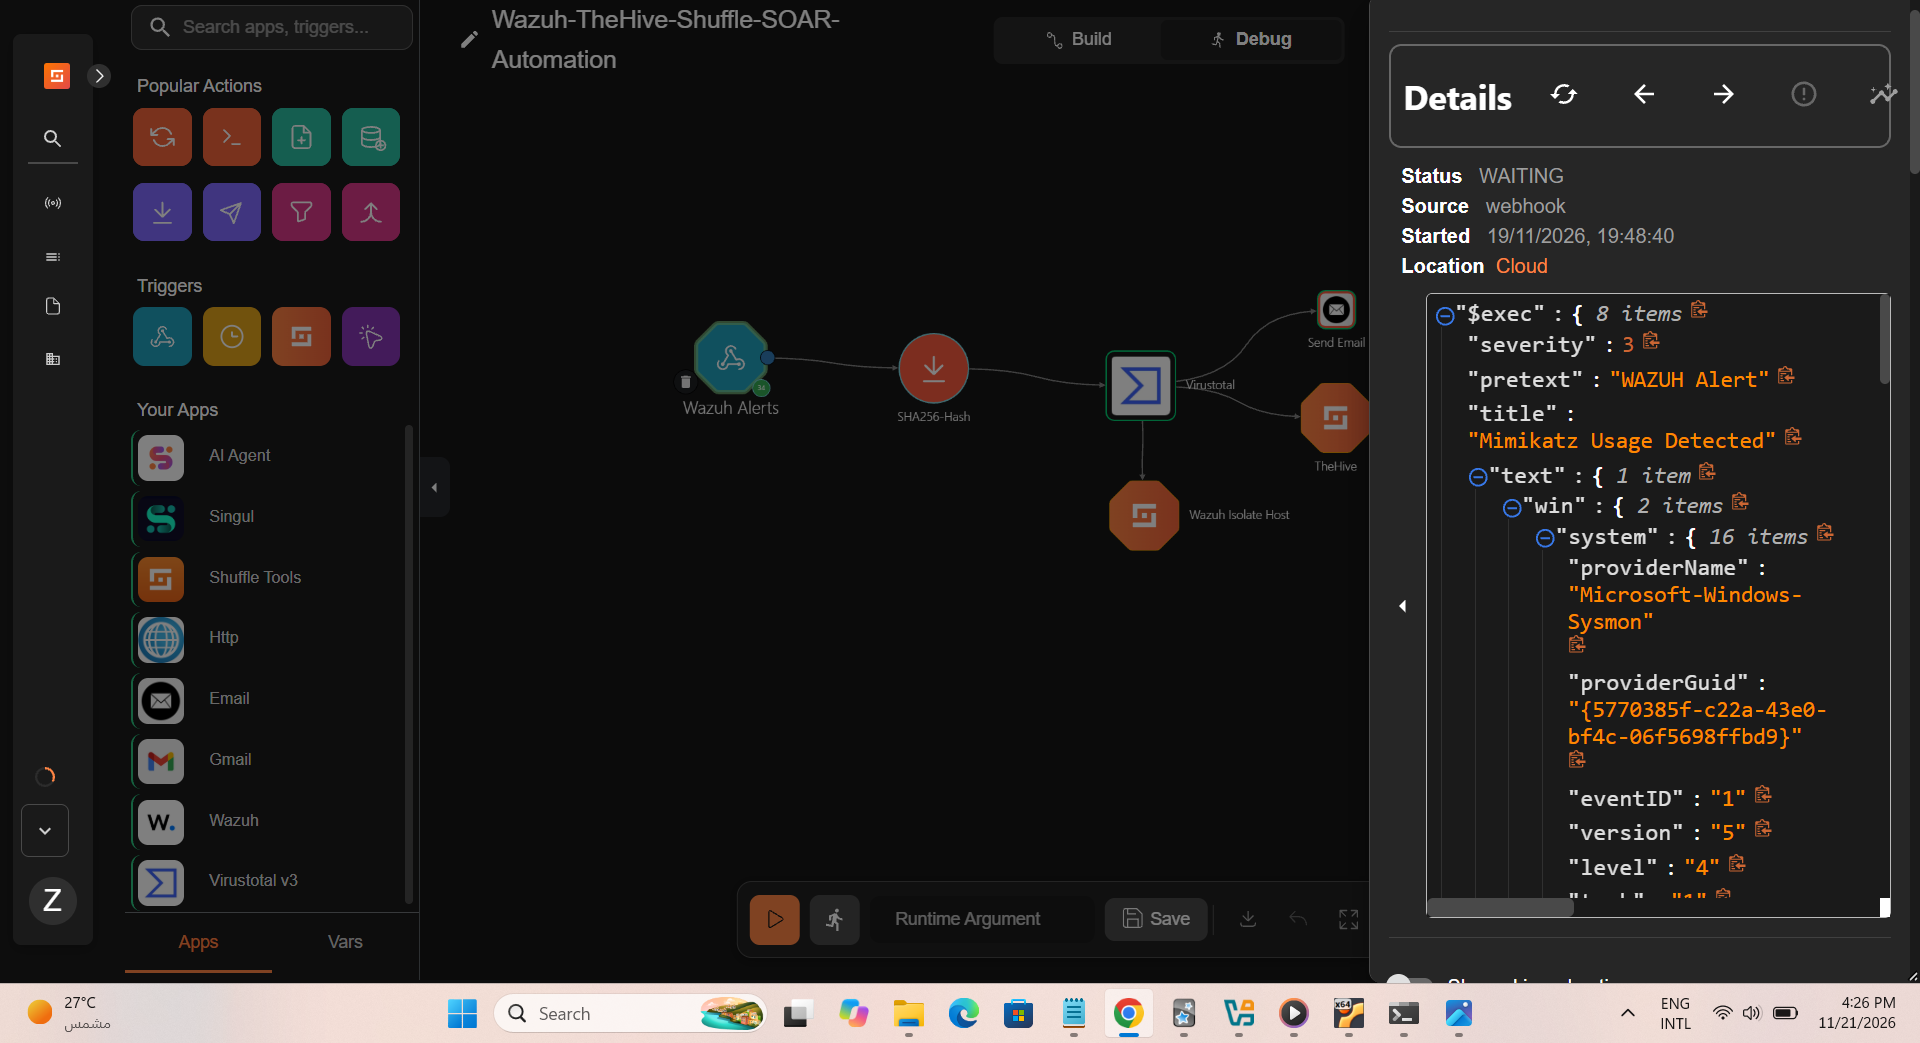 Search apps, triggers...
Popular Actions
Triggers
Your Apps
AI Agent
Singul
Shuffle Tools
Http
Email
Gmail
W.
Wazuh
Virustotal v3
Apps
Vars
Z
Wazuh-TheHive-Shuffle-SOAR-
Automation
Build
Debug
34
Wazuh Alerts
SHA256-Hash
Virustotal
Send Email
TheHive
Wazuh Isolate Host
Runtime Argument
Save
Details
Status WAITING
Source webhook
Started 19/11/2026, 19:48:40
Location Cloud
"$exec" : { 8 items
"severity" : 3
"pretext" : "WAZUH Alert"
"title" :
"Mimikatz Usage Detected"
"text" : { 1 item
"win" : { 2 items
"system" : { 16 items
"providerName" :
"Microsoft-Windows-
Sysmon"
"providerGuid" :
"{5770385f-c22a-43e0-
bf4c-06f5698ffbd9}"
"eventID" : "1"
"version" : "5"
"level" : "4"
27°C
مشمس
Search
x64
ENG
INTL
4:26 PM
11/21/2026